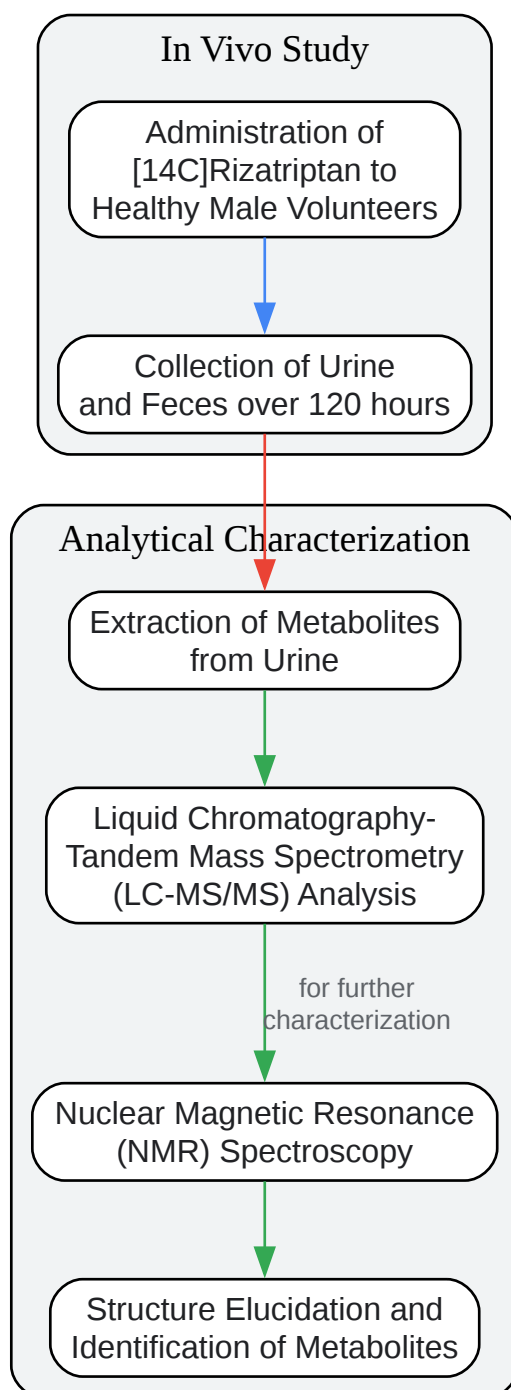 In Vivo Study
Administration of
[14C]Rizatriptan to
Healthy Male Volunteers
Collection of Urine
and Feces over 120 hours
Analytical Characterization
Extraction of Metabolites
from Urine
Liquid Chromatography-
Tandem Mass Spectrometry
(LC-MS/MS) Analysis
for further
characterization
Nuclear Magnetic Resonance
(NMR) Spectroscopy
Structure Elucidation and
Identification of Metabolites